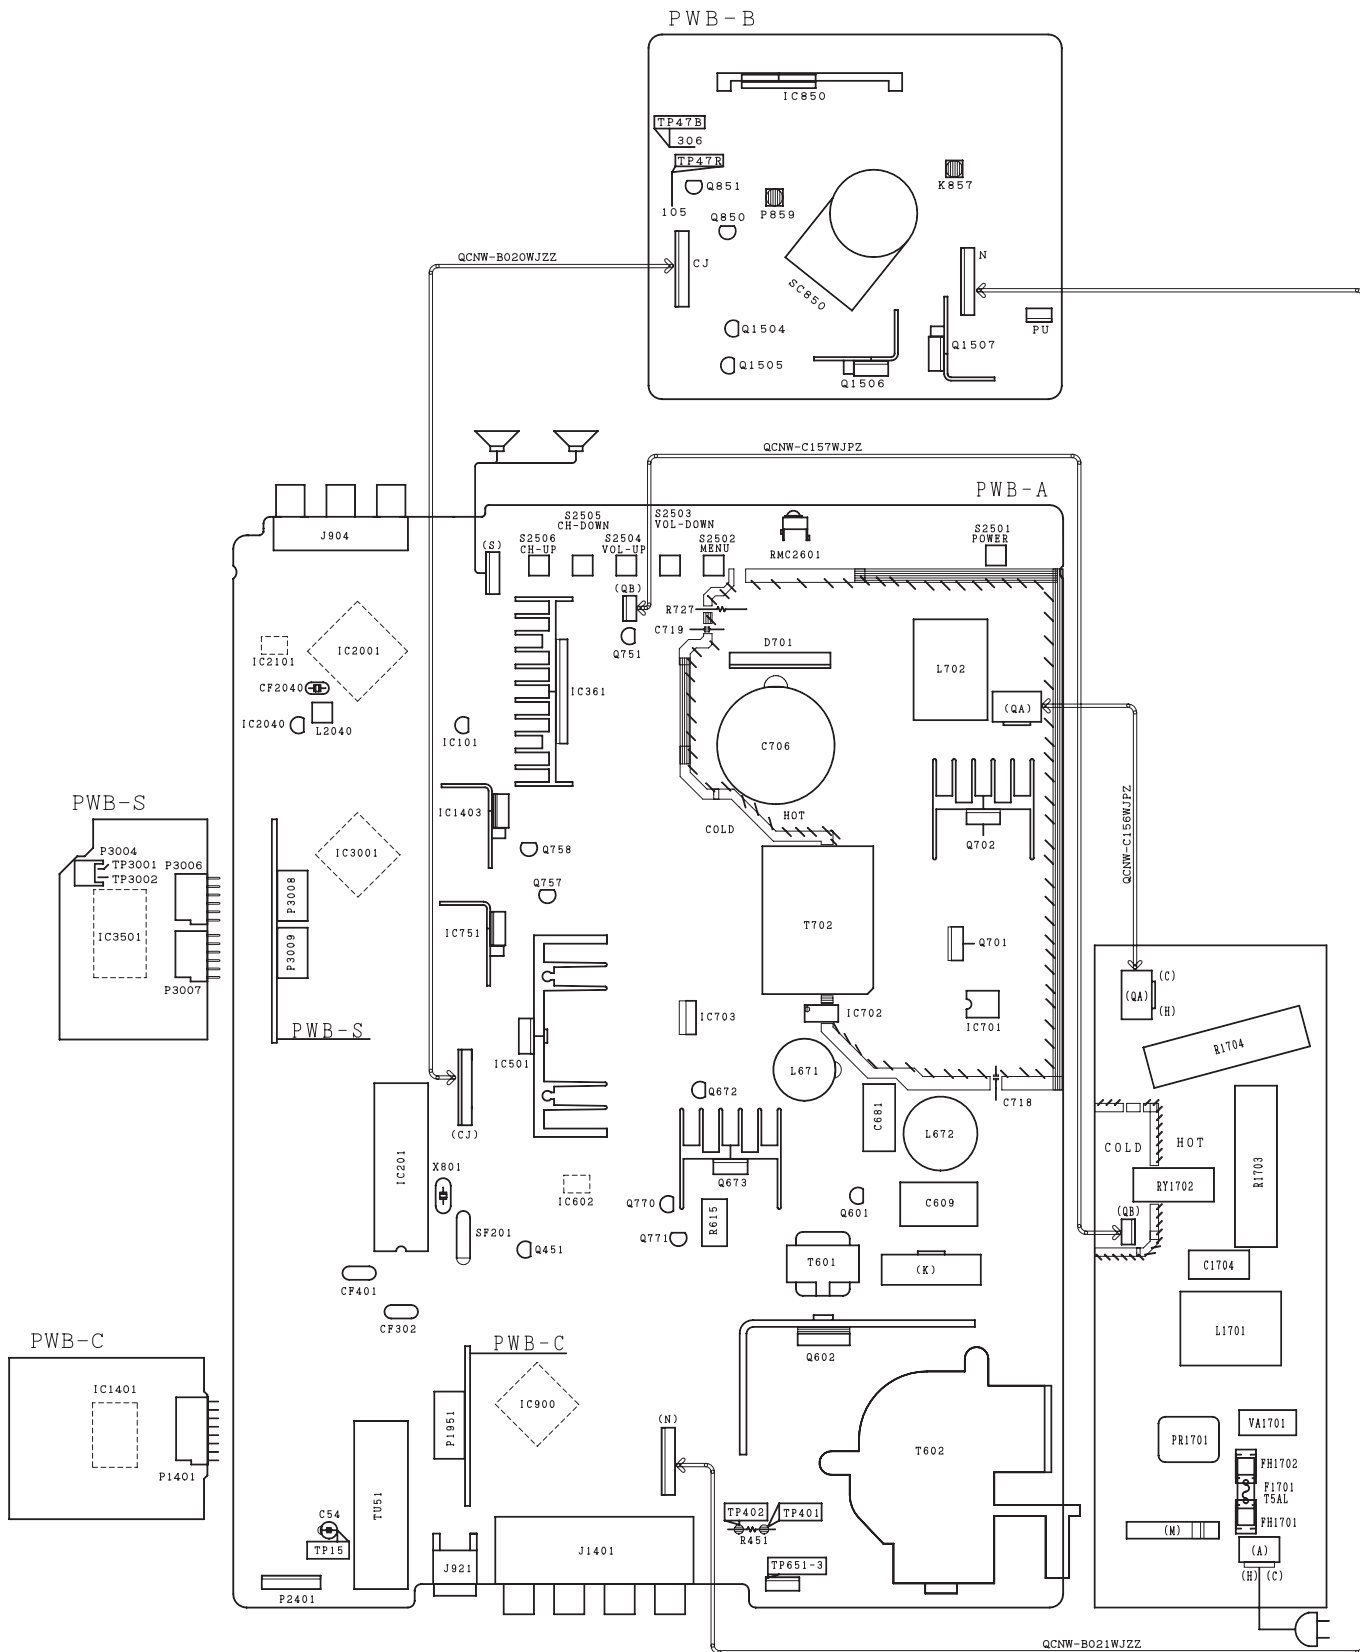 PWB-B
IC850
TP47B
306
TP47R
Q851
K857
P859
105
Q850
QCNW-B020WJZZ
CJ
N
SC850
PU
Q1504
Q1507
Q1505
Q1506
QCNW-C157WJPZ
PWB-A
J904
S2505
CH-DOWN
S2503
VOL-DOWN
S2506
CH-UP
S2504
VOL-UP
S2502
MENU
RMC2601
S2501
POWER
(S)
(QB)
R727
C719
Q751
D701
L702
IC2101
IC2001
CF2040
IC361
(QA)
IC2040
L2040
IC101
C706
QCNW-C156WJPZ
PWB-S
IC1403
COLD
HOT
P3004
TP3001
TP3002
P3006
IC3001
Q758
Q702
P3008
Q757
IC3501
P3009
IC751
T702
Q701
P3007
(QA)
(C)
(H)
PWB-S
IC703
IC702
IC701
R1704
IC501
L671
Q672
C718
C681
(CJ)
L672
COLD
HOT
IC201
X801
R1703
Q673
RY1702
IC602
Q770
R615
Q601
C609
(QB)
SF201
Q771
Q451
T601
(K)
C1704
CF401
CF302
L1701
PWB-C
PWB-C
Q602
IC1401
IC900
P1951
(N)
VA1701
PR1701
T602
FH1702
P1401
F1701
T5AL
TU51
C54
TP402
TP401
FH1701
(M)
R451
TP15
J1401
(A)
J921
TP651-3
(H) (C)
P2401
QCNW-B021WJZZ